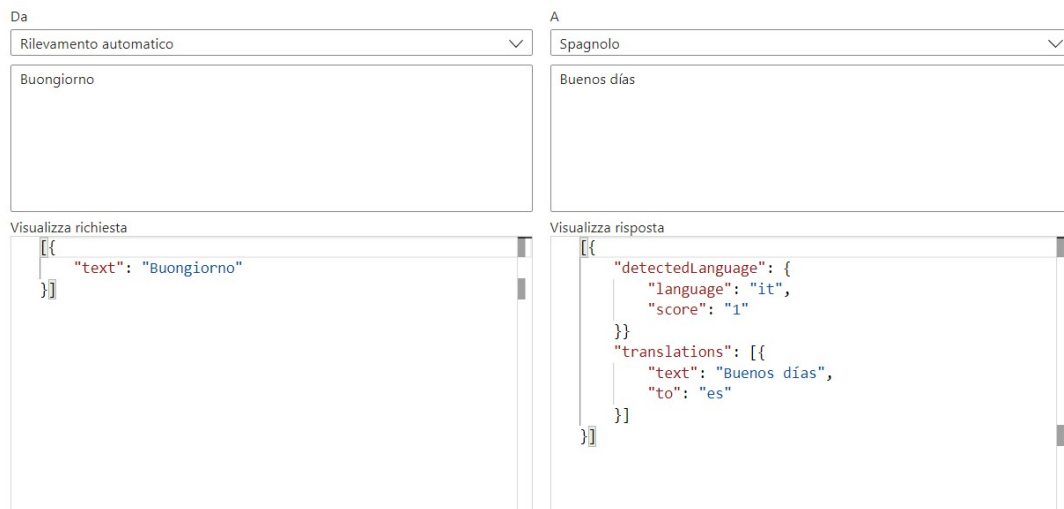 Da
Rilevamento automatico
Buongiorno
Visualizza richiesta
[{
"text": "Buongiorno"
}]
A
Spagnolo
Buenos días
Visualizza risposta
[{
"detectedLanguage": {
"language": "it",
"score": "1"
}}
"translations": [{
"text": "Buenos días",
"to": "es"
}]
}]